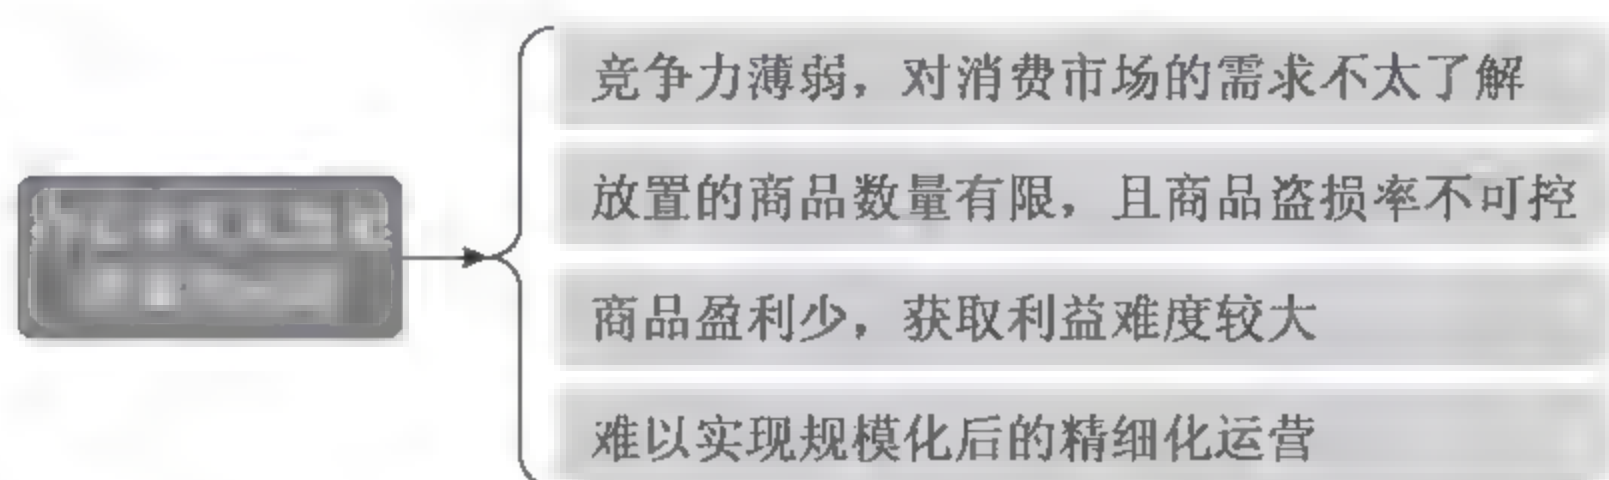 竞争力薄弱，对消费市场的需求不太了解
放置的商品数量有限，且商品盗损率不可控
商品盈利少，获取利益难度较大
难以实现规模化后的精细化运营